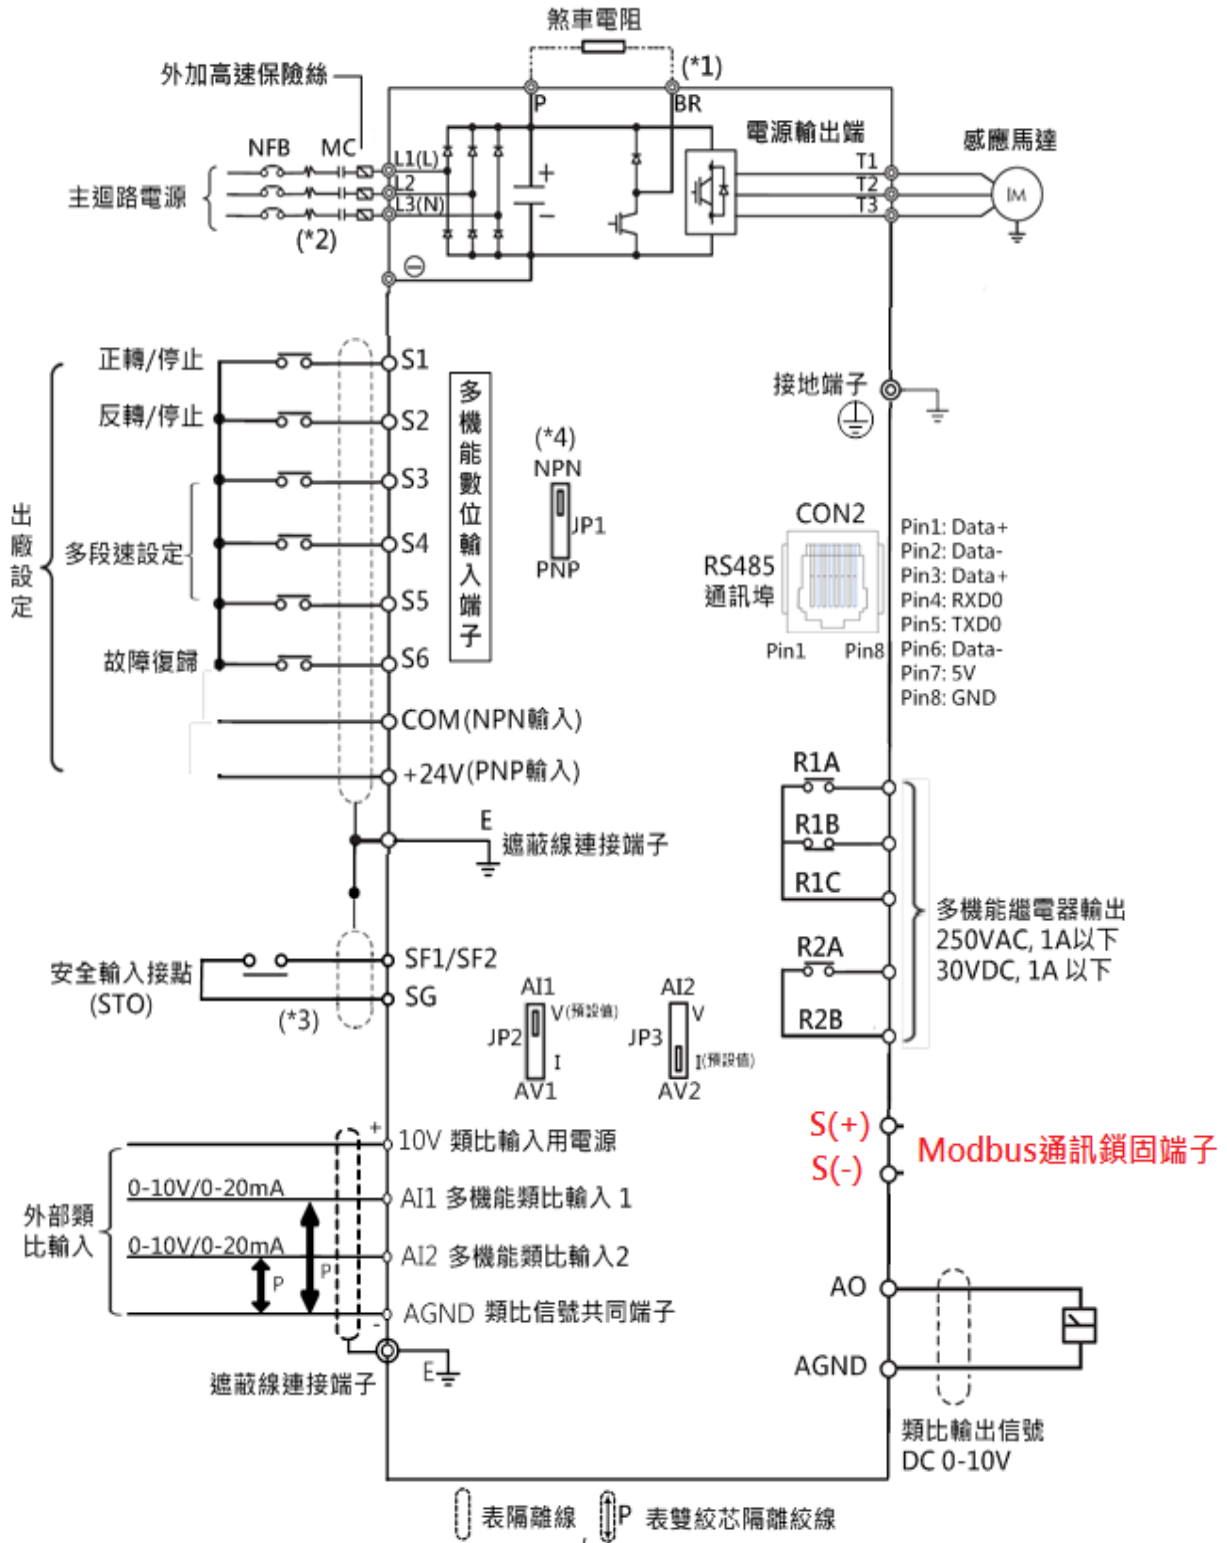 煞車電阻
(*1)
外加高速保險絲
P
BR
NFB
MC
電源輸出端
感應馬達
L1(L)
L2
L3(N)
T1
T2
T3
IM
主迴路電源
(*2)
+
−
⊖
正轉/停止
S1
反轉/停止
S2
S3
多段速設定
S4
S5
故障復歸
S6
出廠設定
COM(NPN輸入)
+24V(PNP輸入)
多機能數位輸入端子
(*4)
NPN
JP1
PNP
接地端子
CON2
RS485
通訊埠
Pin1
Pin8
Pin1: Data+
Pin2: Data-
Pin3: Data+
Pin4: RXD0
Pin5: TXD0
Pin6: Data-
Pin7: 5V
Pin8: GND
E
遮蔽線連接端子
R1A
R1B
R1C
R2A
R2B
多機能繼電器輸出
250VAC, 1A以下
30VDC, 1A 以下
安全輸入接點
(STO)
(*3)
SF1/SF2
SG
AI1
V(預設值)
JP2
I
AV1
AI2
V
JP3
I(預設值)
AV2
S(+)
S(-)
Modbus通訊鎖固端子
+
10V 類比輸入用電源
0-10V/0-20mA
AI1 多機能類比輸入 1
外部類
比輸入
0-10V/0-20mA
AI2 多機能類比輸入2
P
P
AGND 類比信號共同端子
-
E
遮蔽線連接端子
AO
AGND
類比輸出信號
DC 0-10V
表隔離線 , P 表雙絞芯隔離絞線